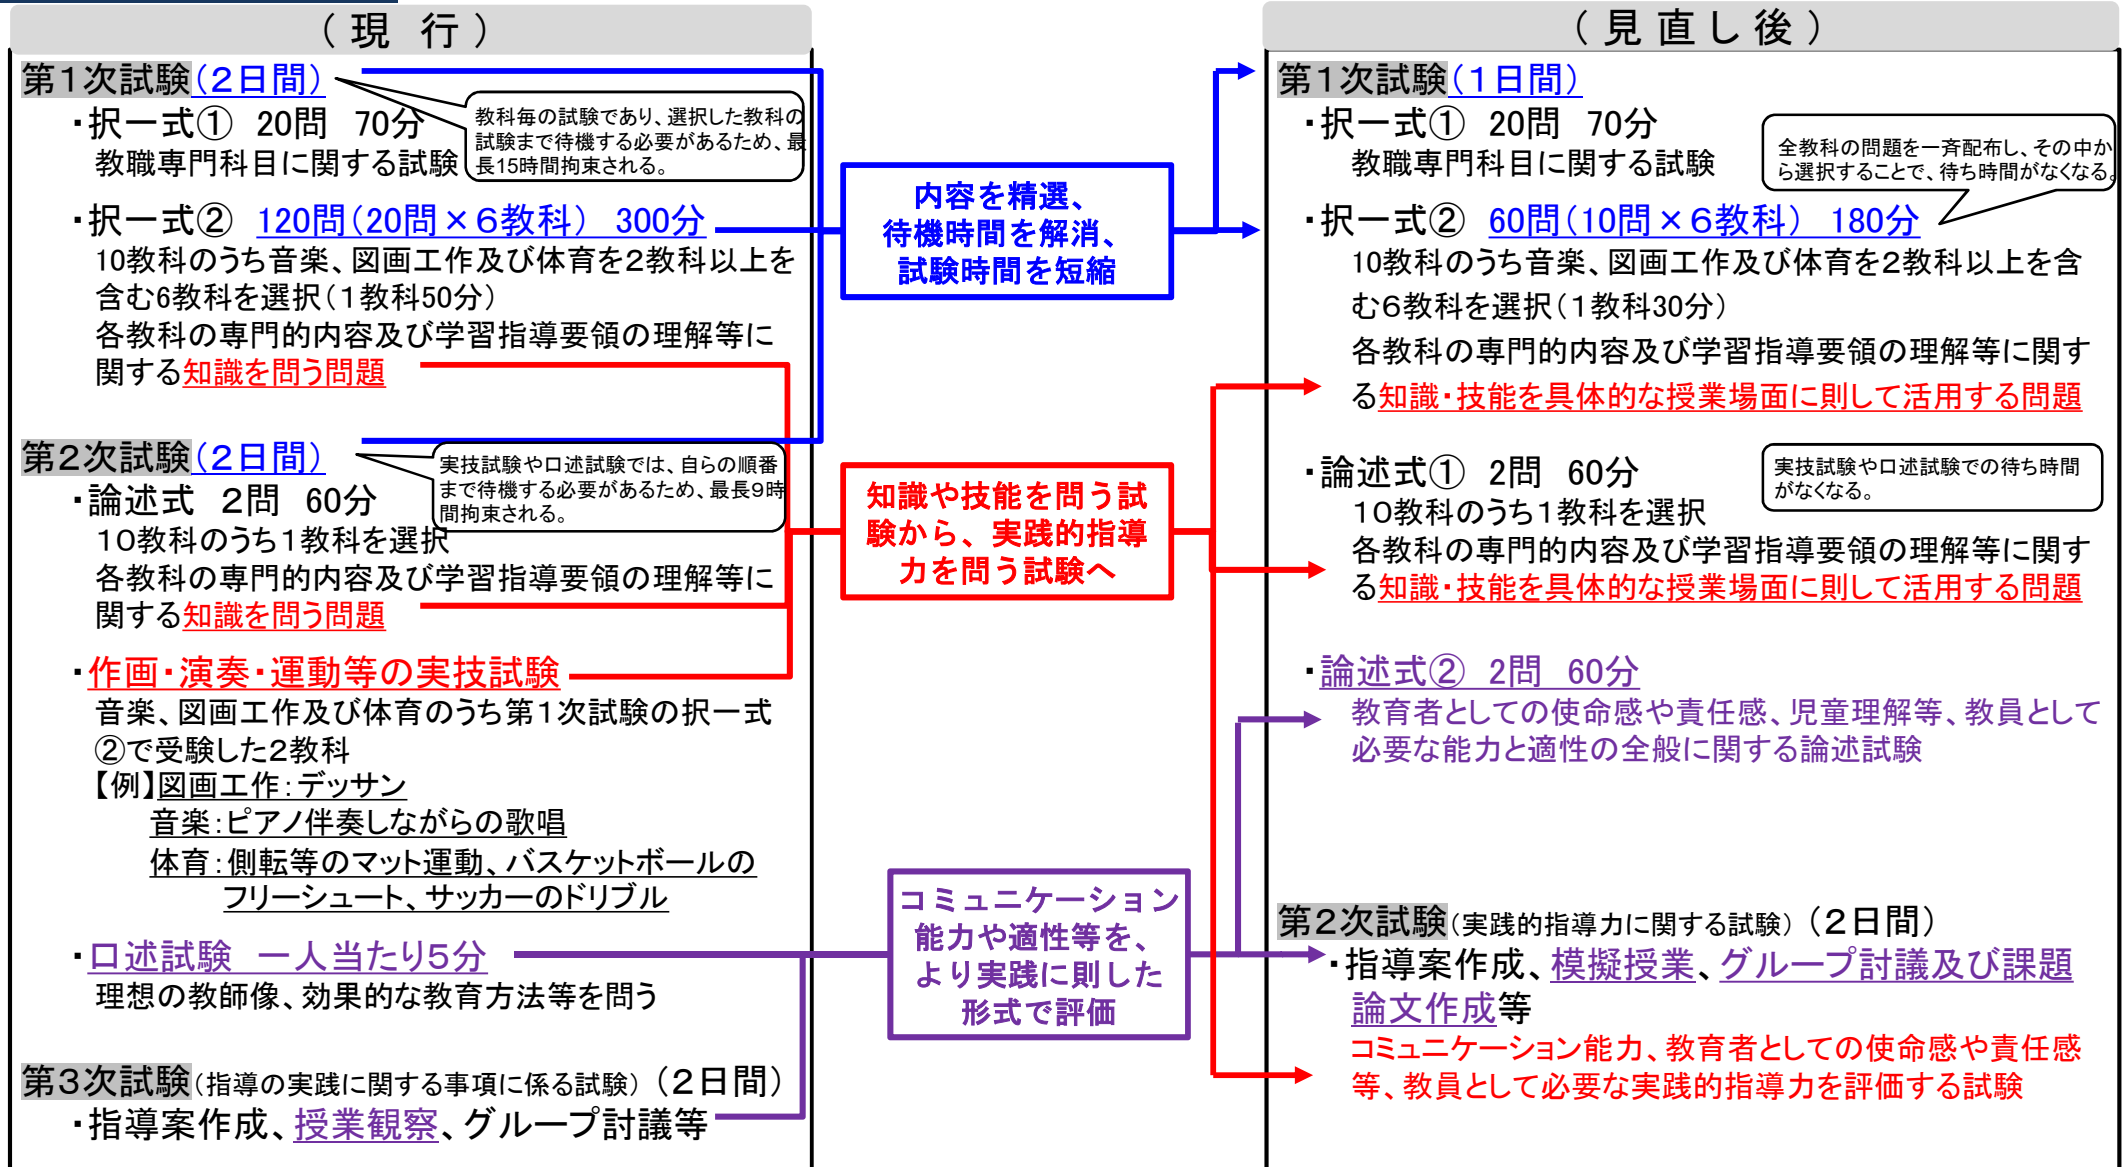 （現　行）
第１次試験（２日間）
教科毎の試験であり、選択した教科の
試験まで待機する必要があるため、最
長15時間拘束される。
・択一式①　20問　70分
教職専門科目に関する試験
・択一式②　120問（20問×６教科）　300分
10教科のうち音楽、図画工作及び体育を２教科以上を
含む6教科を選択（１教科50分）
各教科の専門的内容及び学習指導要領の理解等に
関する知識を問う問題
第２次試験（２日間）
実技試験や口述試験では、自らの順番
まで待機する必要があるため、最長９時
間拘束される。
・論述式　２問　60分
１０教科のうち１教科を選択
各教科の専門的内容及び学習指導要領の理解等に
関する知識を問う問題
・作画・演奏・運動等の実技試験
音楽、図画工作及び体育のうち第１次試験の択一式
②で受験した２教科
【例】図画工作：デッサン
音楽：ピアノ伴奏しながらの歌唱
体育：側転等のマット運動、バスケットボールの
フリーシュート、サッカーのドリブル
・口述試験　一人当たり５分
理想の教師像、効果的な教育方法等を問う
第３次試験（指導の実践に関する事項に係る試験）（２日間）
・指導案作成、授業観察、グループ討議等
内容を精選、
待機時間を解消、
試験時間を短縮
知識や技能を問う試
験から、実践的指導
力を問う試験へ
コミュニケーション
能力や適性等を、
より実践に則した
形式で評価
（見直し後）
第１次試験（１日間）
・択一式①　20問　70分
教職専門科目に関する試験
全教科の問題を一斉配布し、その中か
ら選択することで、待ち時間がなくなる。
・択一式②　60問（10問×６教科）　180分
10教科のうち音楽、図画工作及び体育を２教科以上を含
む６教科を選択（１教科30分）
各教科の専門的内容及び学習指導要領の理解等に関す
る知識・技能を具体的な授業場面に則して活用する問題
・論述式①　２問　60分
実技試験や口述試験での待ち時間
がなくなる。
１０教科のうち１教科を選択
各教科の専門的内容及び学習指導要領の理解等に関す
る知識・技能を具体的な授業場面に則して活用する問題
・論述式②　２問　60分
教育者としての使命感や責任感、児童理解等、教員として
必要な能力と適性の全般に関する論述試験
第２次試験（実践的指導力に関する試験）（２日間）
・指導案作成、模擬授業、グループ討議及び課題
論文作成等
コミュニケーション能力、教育者としての使命感や責任感
等、教員として必要な実践的指導力を評価する試験